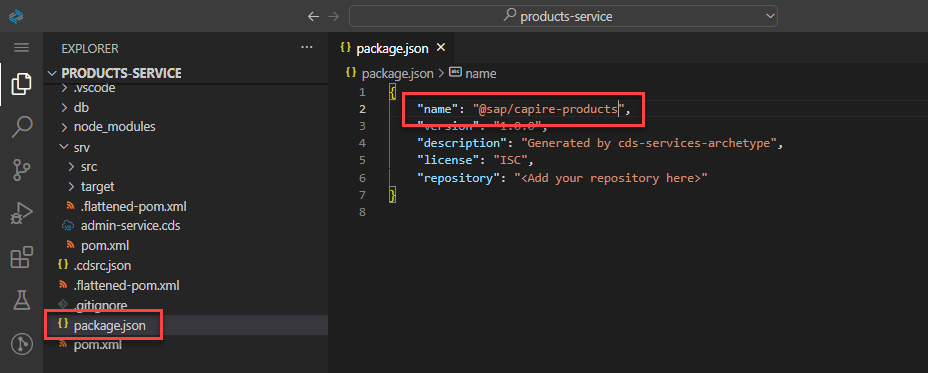 products-service
EXPLORER
package.json
PRODUCTS-SERVICE
.vscode
db
node_modules
srv
src
target
.flattened-pom.xml
admin-service.cds
pom.xml
.cdsrc.json
.flattened-pom.xml
.gitignore
package.json
pom.xml
package.json > name
1 {
2 "name": "@sap/capire-products",
3 "version": "1.0.0",
4 "description": "Generated by cds-services-archetype",
5 "license": "ISC",
6 "repository": "<Add your repository here>"
7 }
8